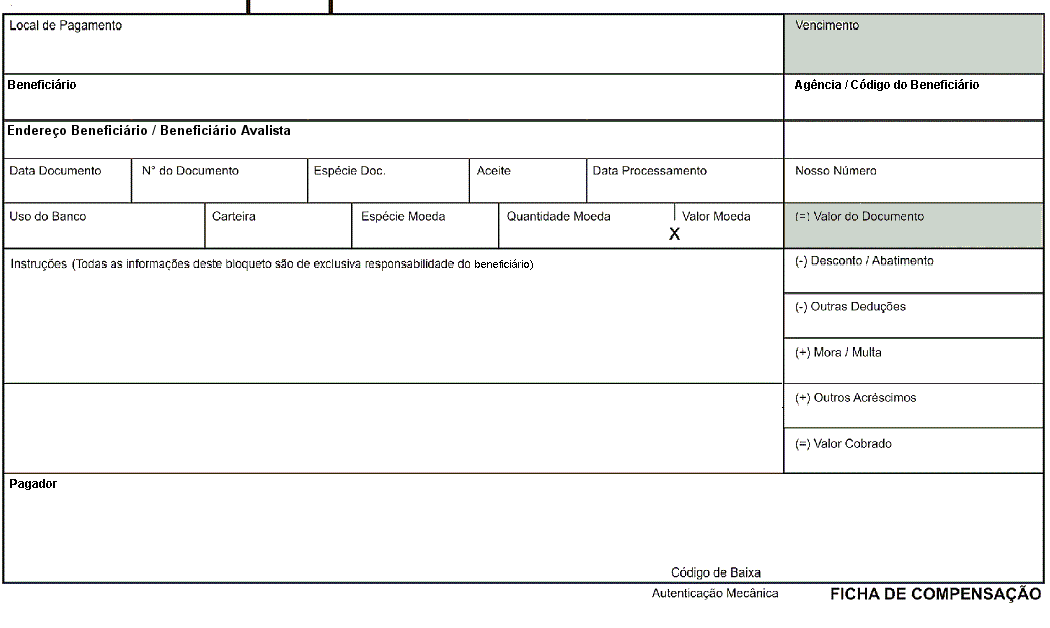 Local de Pagamento
Vencimento
Beneficiário
Agência / Código do Beneficiário
Endereço Beneficiário / Beneficiário Avalista
Data Documento
N° do Documento
Espécie Doc.
Aceite
Data Processamento
Nosso Número
Uso do Banco
Carteira
Espécie Moeda
Quantidade Moeda
X
Valor Moeda
(=) Valor do Documento
Instruções (Todas as informações deste bloqueto são de exclusiva responsabilidade do beneficiário)
(-) Desconto / Abatimento
(-) Outras Deduções
(+) Mora / Multa
(+) Outros Acréscimos
(=) Valor Cobrado
Pagador
Código de Baixa
Autenticação Mecânica
FICHA DE COMPENSAÇÃO